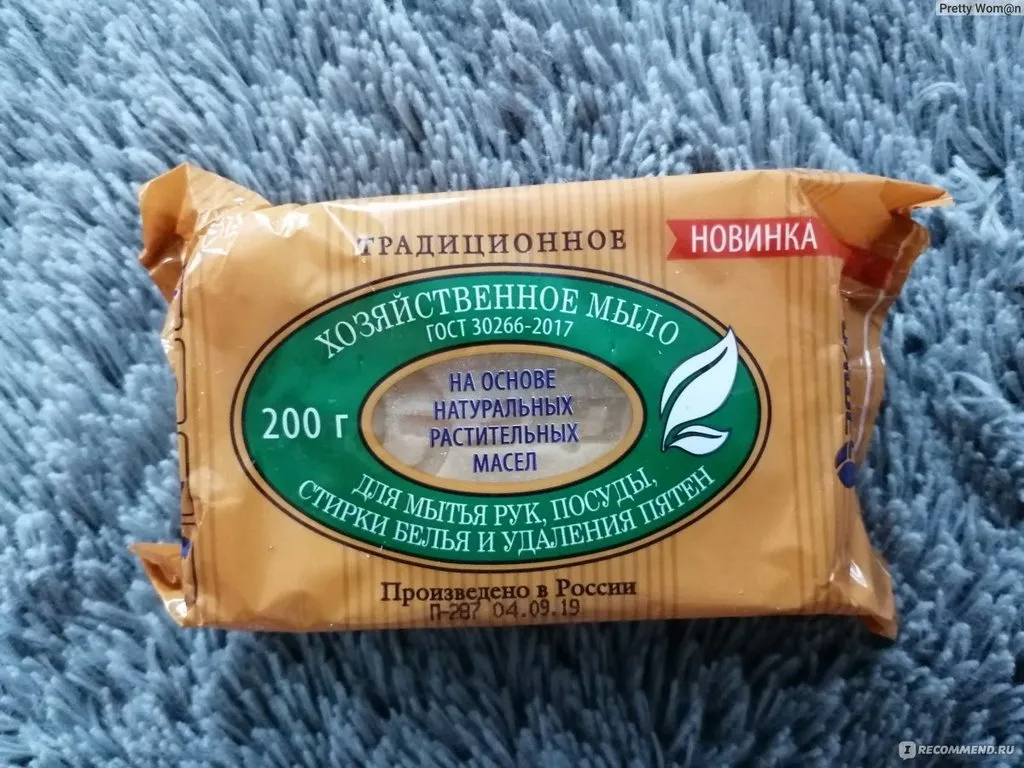 Pretty Wom@n
ТРАДИЦИОННОЕ
НОВИНКА
ХОЗЯЙСТВЕННОЕ МЫЛО
ГОСТ 30266-2017
200 г
НА ОСНОВЕ
НАТУРАЛЬНЫХ
РАСТИТЕЛЬНЫХ
МАСЕЛ
ДЛЯ МЫТЬЯ РУК, ПОСУДЫ,
СТИРКИ БЕЛЬЯ И УДАЛЕНИЯ ПЯТЕН
Произведено в России
П-287 04.09.19
IRECOMMEND.RU